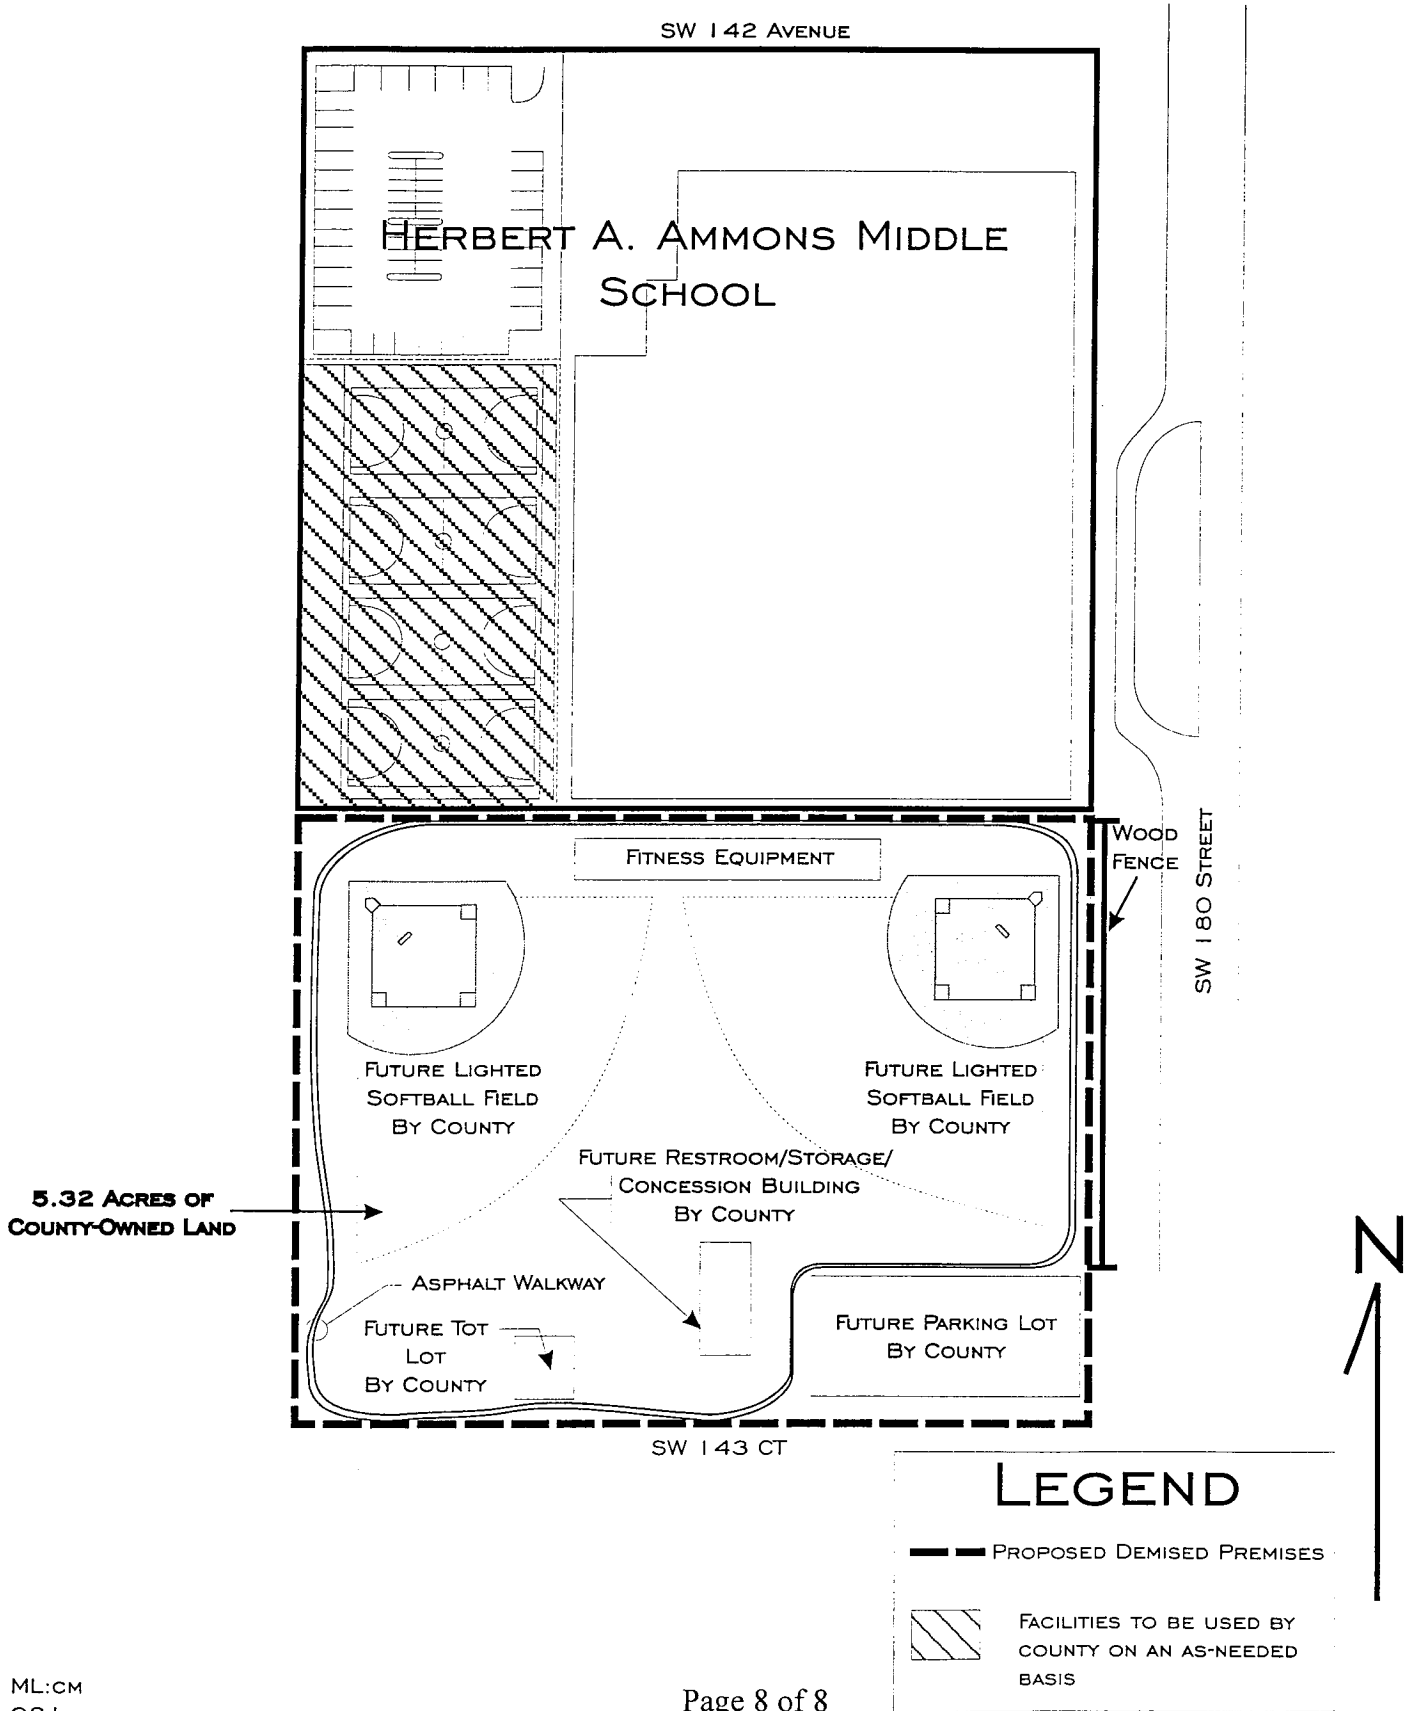 SW 142 AVENUE
HERBERT A. AMMONS MIDDLE
SCHOOL
WOOD
FENCE
SW 180 STREET
FITNESS EQUIPMENT
FUTURE LIGHTED
SOFTBALL FIELD
BY COUNTY
FUTURE LIGHTED
SOFTBALL FIELD
BY COUNTY
FUTURE RESTROOM/STORAGE/
CONCESSION BUILDING
BY COUNTY
5.32 ACRES OF
COUNTY-OWNED LAND
N
ASPHALT WALKWAY
FUTURE TOT
LOT
BY COUNTY
FUTURE PARKING LOT
BY COUNTY
SW 143 CT
LEGEND
PROPOSED DEMISED PREMISES
FACILITIES TO BE USED BY
COUNTY ON AN AS-NEEDED
BASIS
ML:CM
Page 8 of 8